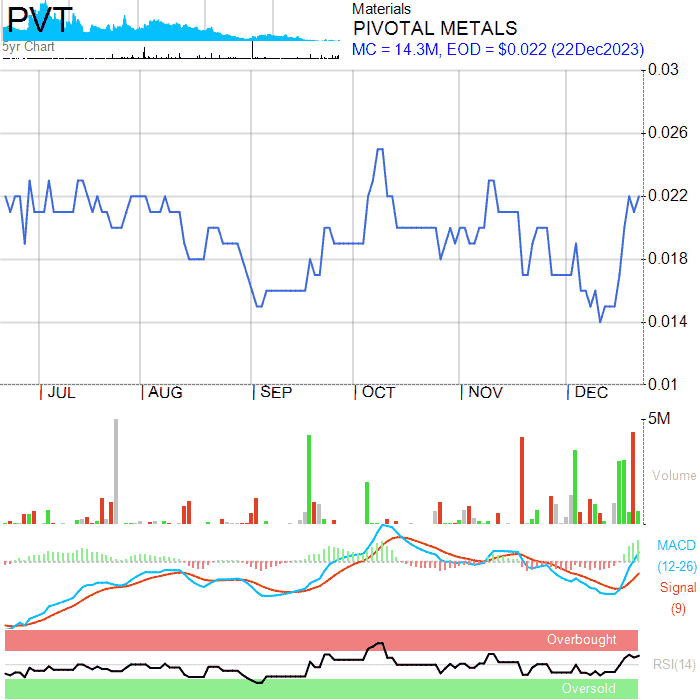 PVT
5yr Chart
Materials
PIVOTAL METALS
MC = 14.3M, EOD = $0.022 (22Dec2023)
0.03
0.026
0.022
0.018
0.014
0.01
JUL AUG SEP OCT NOV DEC
5M
Volume
MACD
(12-26)
Signal
(9)
Overbought
RSI(14)
Oversold